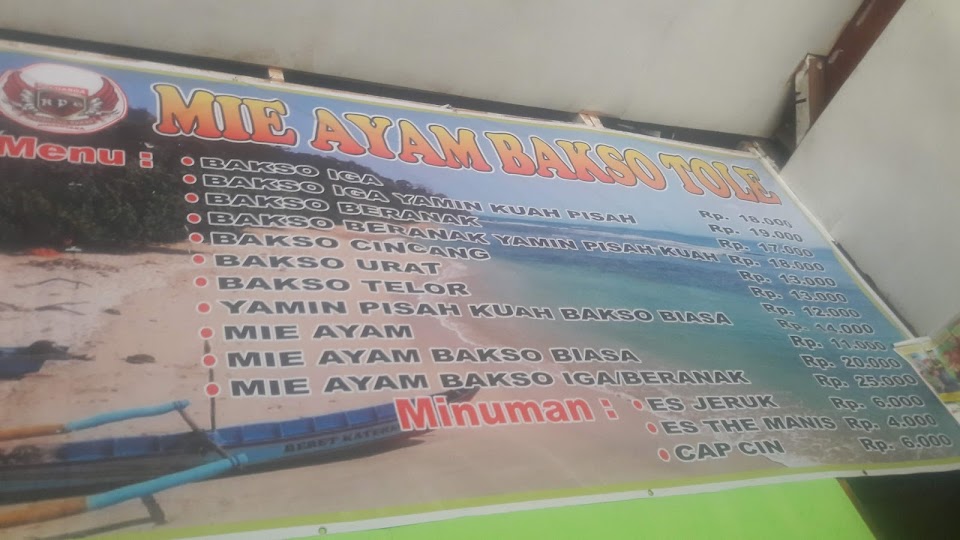 MIE AYAM BAKSO TOLE
Menu :
• BAKSO IGA Rp. 18.000
• BAKSO IGA YAMIN KUAH PISAH Rp. 19.000
• BAKSO BERANAK Rp. 17.000
• BAKSO BERANAK YAMIN PISAH KUAH Rp. 18.000
• BAKSO CINCANG Rp. 15.000
• BAKSO URAT Rp. 13.000
• BAKSO TELOR Rp. 12.000
• YAMIN PISAH KUAH BAKSO BIASA Rp. 14.000
• MIE AYAM Rp. 11.000
• MIE AYAM BAKSO BIASA Rp. 20.000
• MIE AYAM BAKSO IGA/BERANAK Rp. 25.000
Minuman :
• ES JERUK Rp. 6.000
• ES THE MANIS Rp. 4.000
• CAP CIN Rp. 6.000